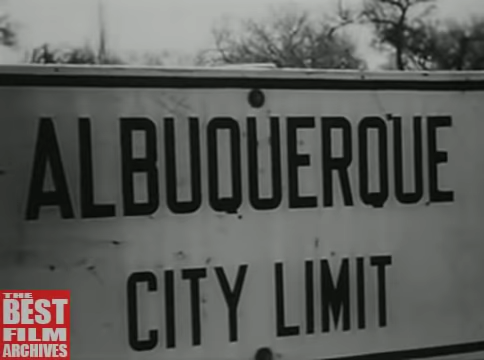 ALBUQUERQUE
CITY LIMIT
THE
BEST
FILM
ARCHIVES